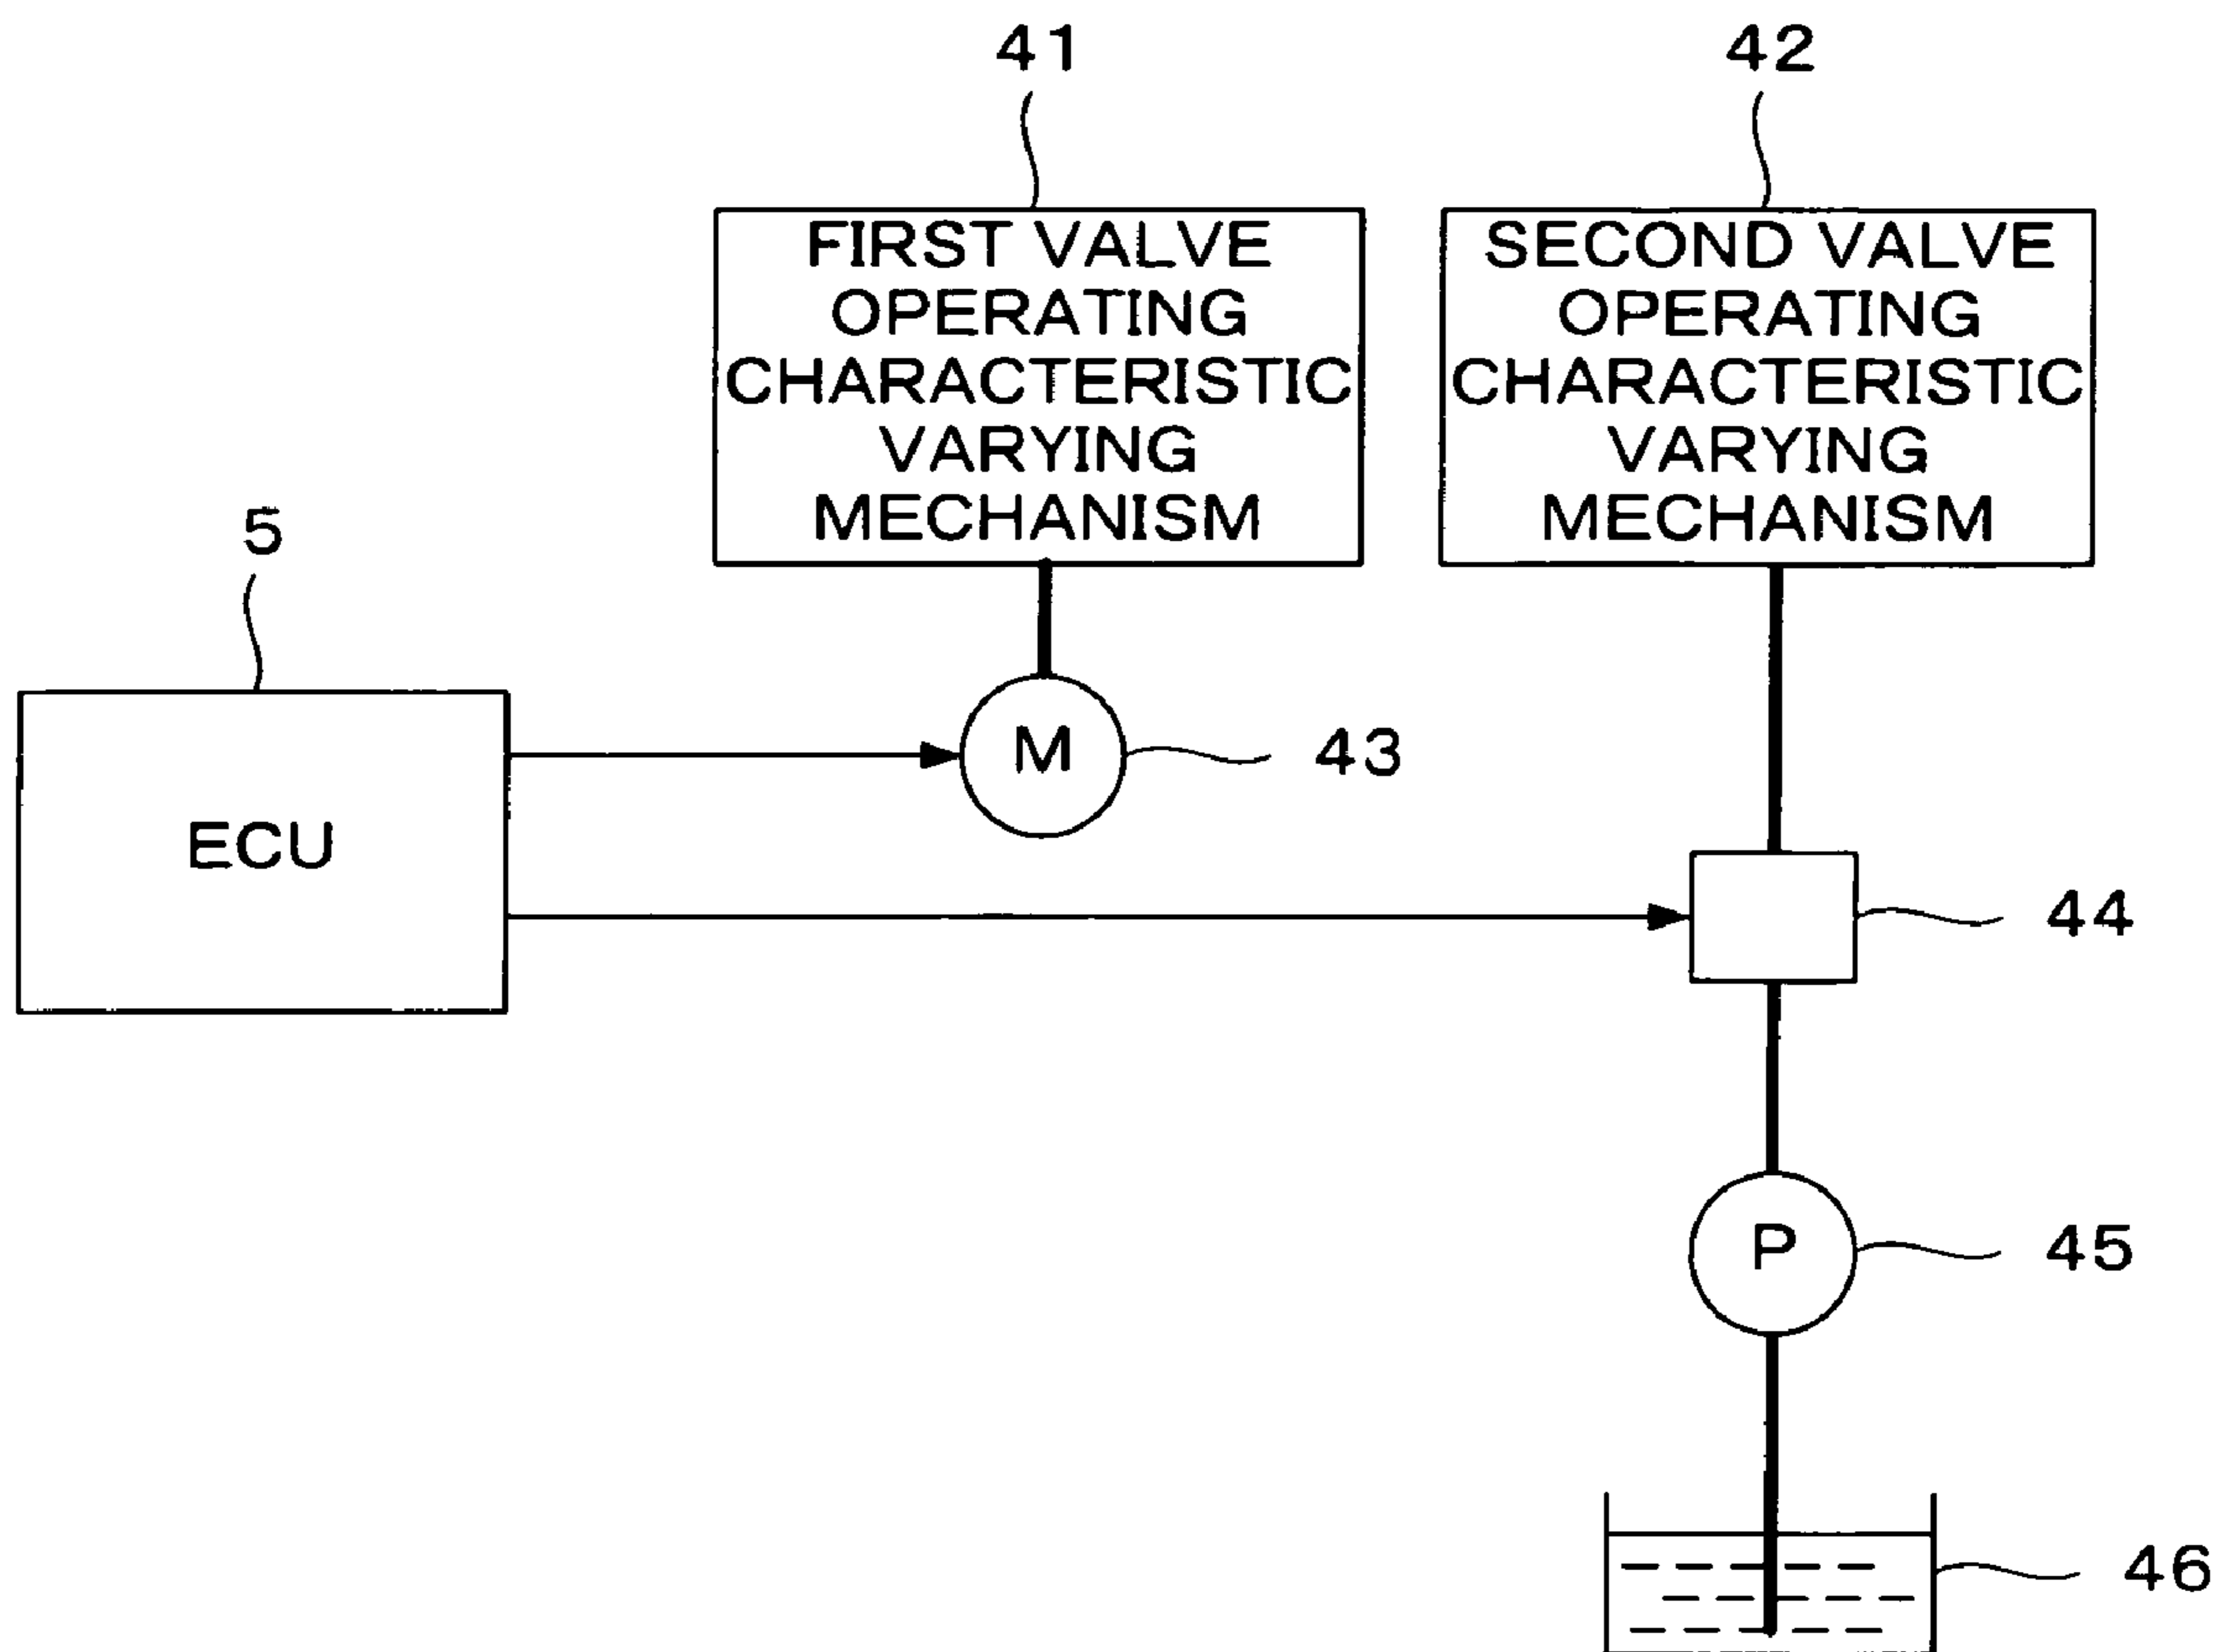 41
42
FIRST VALVE
OPERATING
CHARACTERISTIC
VARYING
MECHANISM
SECOND VALVE
OPERATING
CHARACTERISTIC
VARYING
MECHANISM
5
ECU
M
43
44
P
45
46